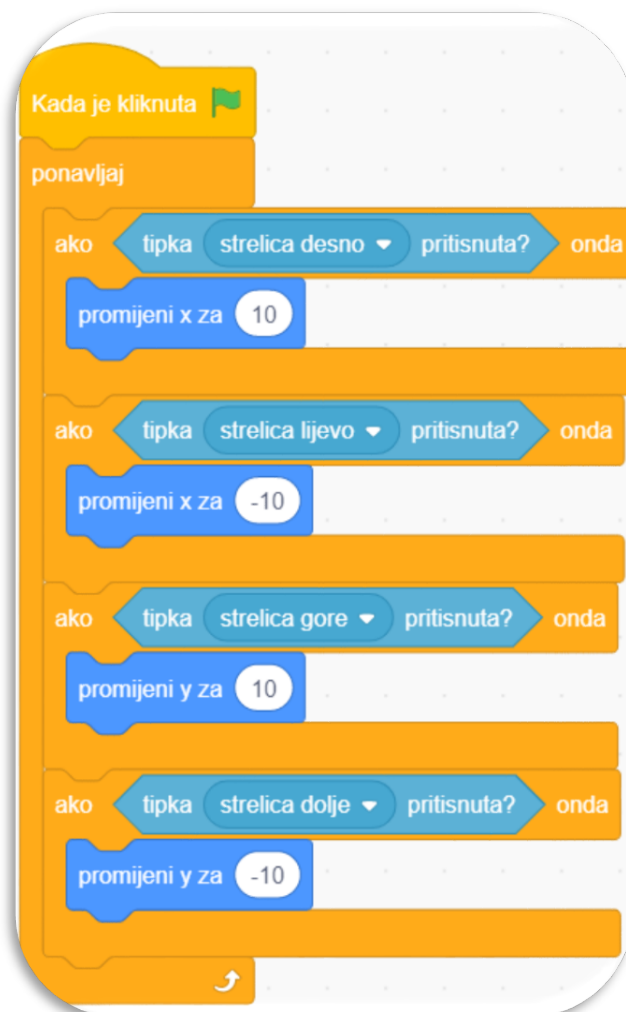 Kada je kliknuta
ponavljaj
ako tipka strelica desno pritisnuta? onda
promijeni x za 10
ako tipka strelica lijevo pritisnuta? onda
promijeni x za -10
ako tipka strelica gore pritisnuta? onda
promijeni y za 10
ako tipka strelica dolje pritisnuta? onda
promijeni y za -10